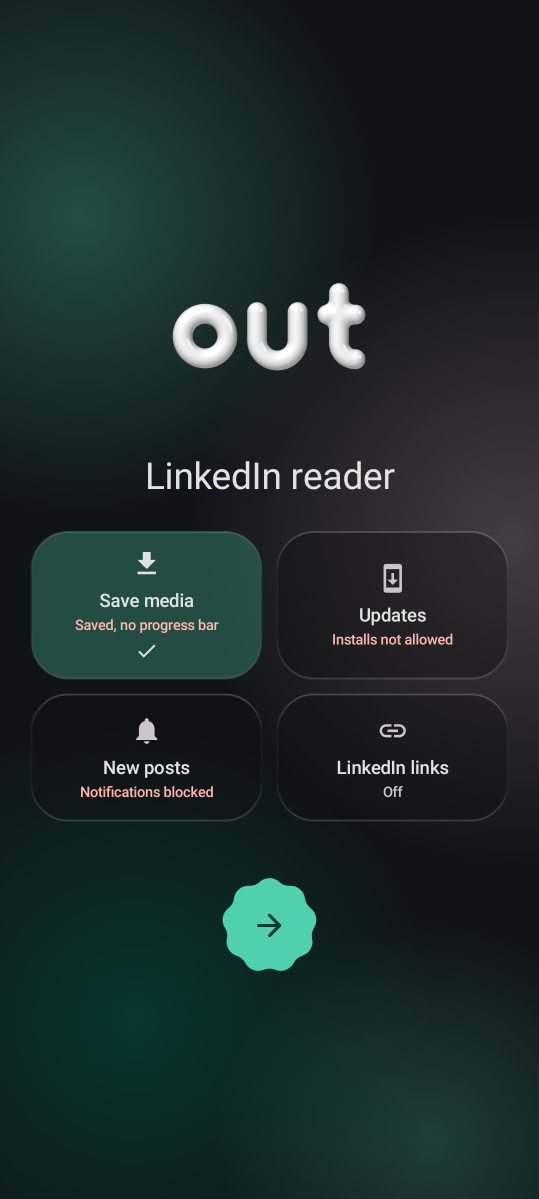 out
LinkedIn reader
Save media
Saved, no progress bar
Updates
Installs not allowed
New posts
Notifications blocked
LinkedIn links
Off